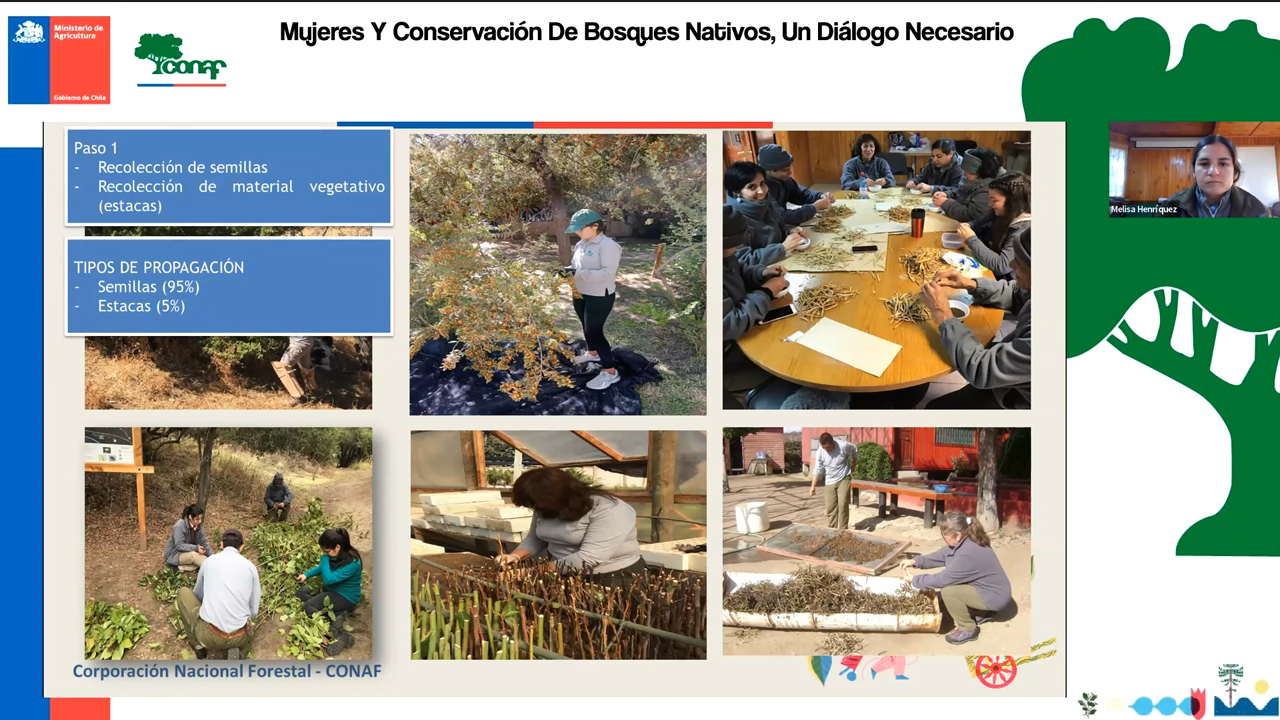 Ministerio de
Agricultura
Gobierno de Chile
conaf
Mujeres Y Conservación De Bosques Nativos, Un Diálogo Necesario
Paso 1
- Recolección de semillas
- Recolección de material vegetativo
(estacas)
TIPOS DE PROPAGACIÓN
- Semillas (95%)
- Estacas (5%)
Melisa Henríquez
Corporación Nacional Forestal - CONAF